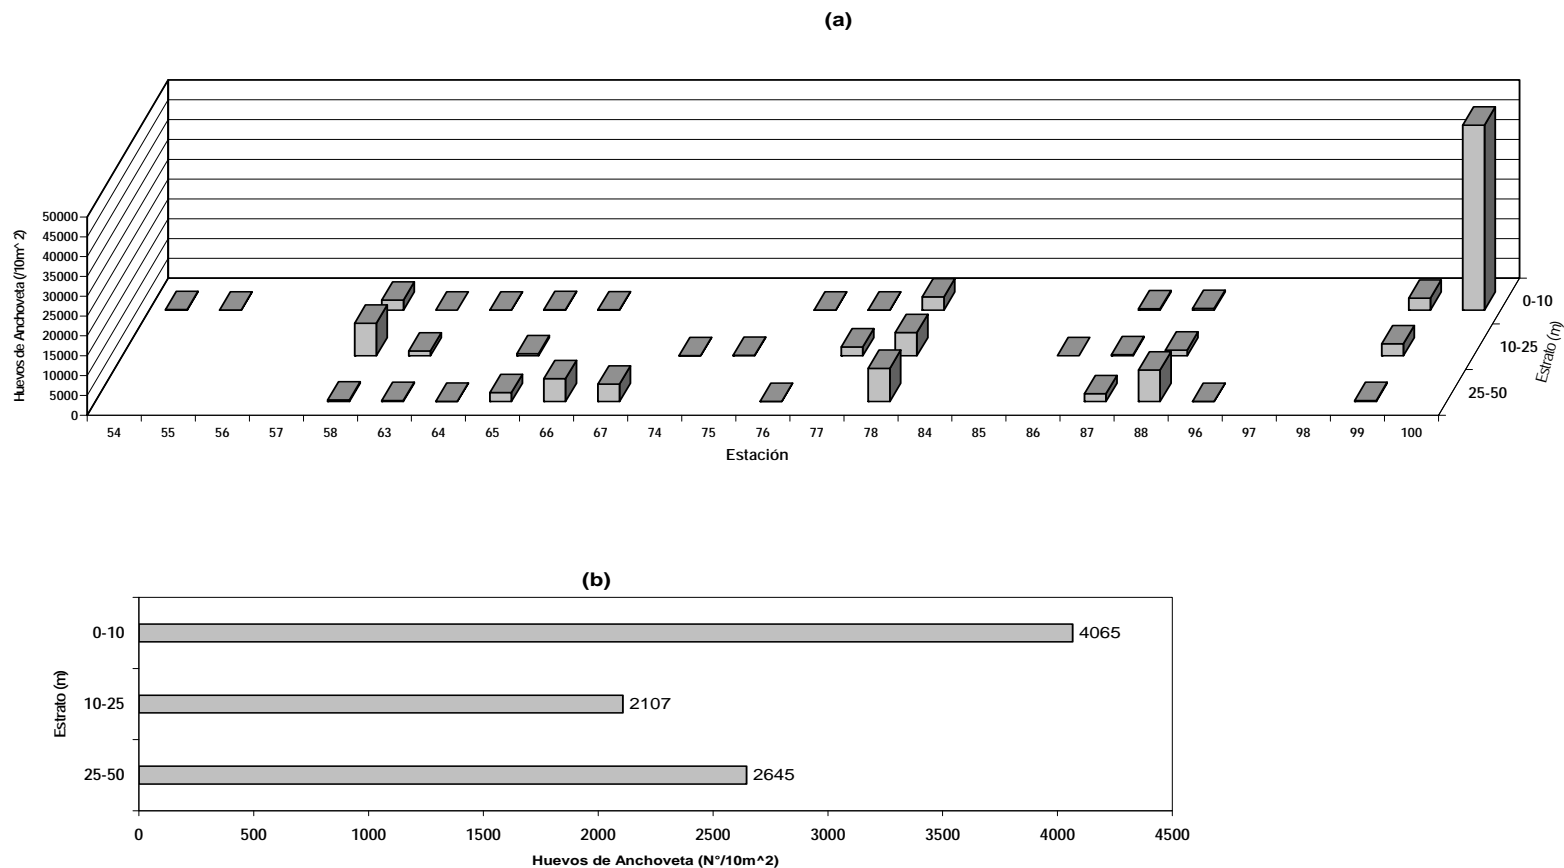 (a)
Huevos de Anchoveta (/10m^ 2)
50000
45000
40000
35000
30000
25000
20000
15000
10000
5000
0
54 55 56 57 58 63 64 65 66 67 74 75 76 77 78 84 85 86 87 88 96 97 98 99 100
Estación
0-10
10-25
25-50
Estrato (m)
(b)
Estrato (m)
0-10 4065
10-25 2107
25-50 2645
0 500 1000 1500 2000 2500 3000 3500 4000 4500
Huevos de Anchoveta (N°/10m^2)